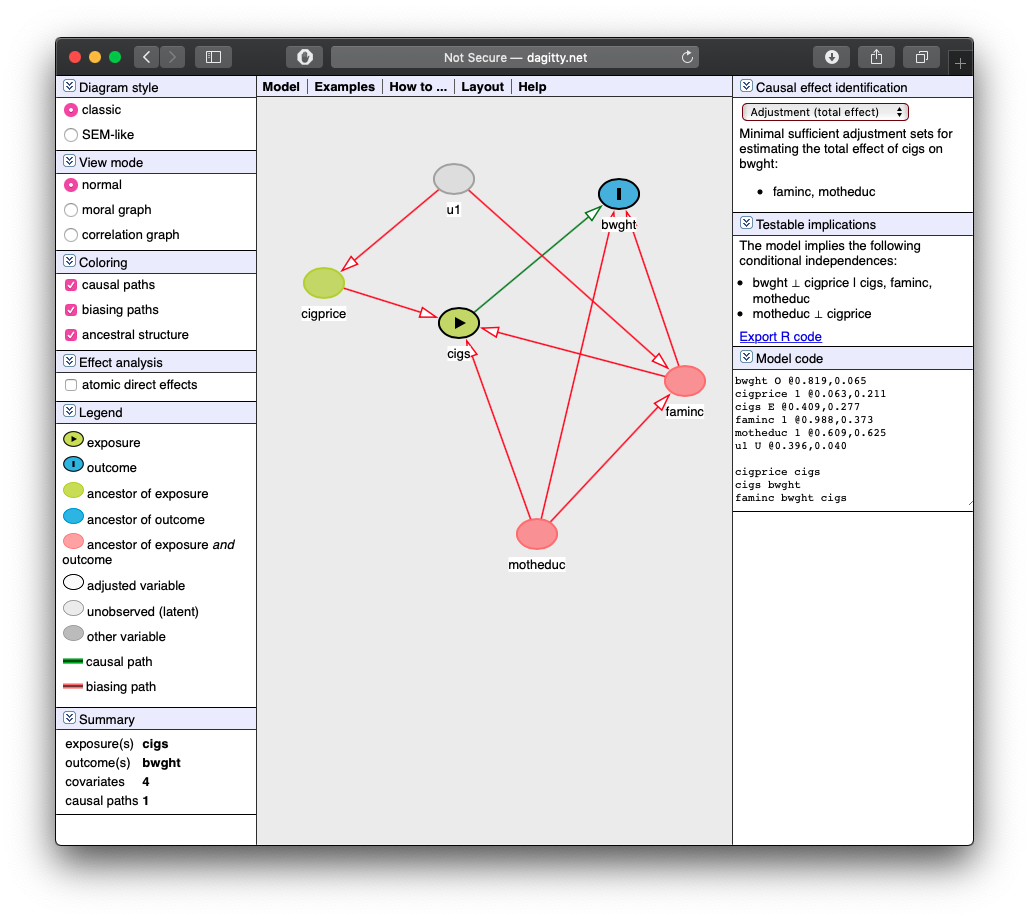 Not Secure — dagitty.net
Diagram style
classic
SEM-like
View mode
normal
moral graph
correlation graph
Coloring
causal paths
biasing paths
ancestral structure
Effect analysis
atomic direct effects
Legend
exposure
outcome
ancestor of exposure
ancestor of outcome
ancestor of exposure and
outcome
adjusted variable
unobserved (latent)
other variable
causal path
biasing path
Summary
exposure(s) cigs
outcome(s) bwght
covariates 4
causal paths 1
Model | Examples | How to ... | Layout | Help
u1
bwght
cigprice
cigs
faminc
motheduc
Causal effect identification
Adjustment (total effect)
Minimal sufficient adjustment sets for
estimating the total effect of cigs on
bwght:
• faminc, motheduc
Testable implications
The model implies the following
conditional independences:
• bwght ⊥ cigprice | cigs, faminc,
motheduc
• motheduc ⊥ cigprice
Export R code
Model code
bwght O @0.819,0.065
cigprice 1 @0.063,0.211
cigs E @0.409,0.277
faminc 1 @0.988,0.373
motheduc 1 @0.609,0.625
u1 U @0.396,0.040
cigprice cigs
cigs bwght
faminc bwght cigs